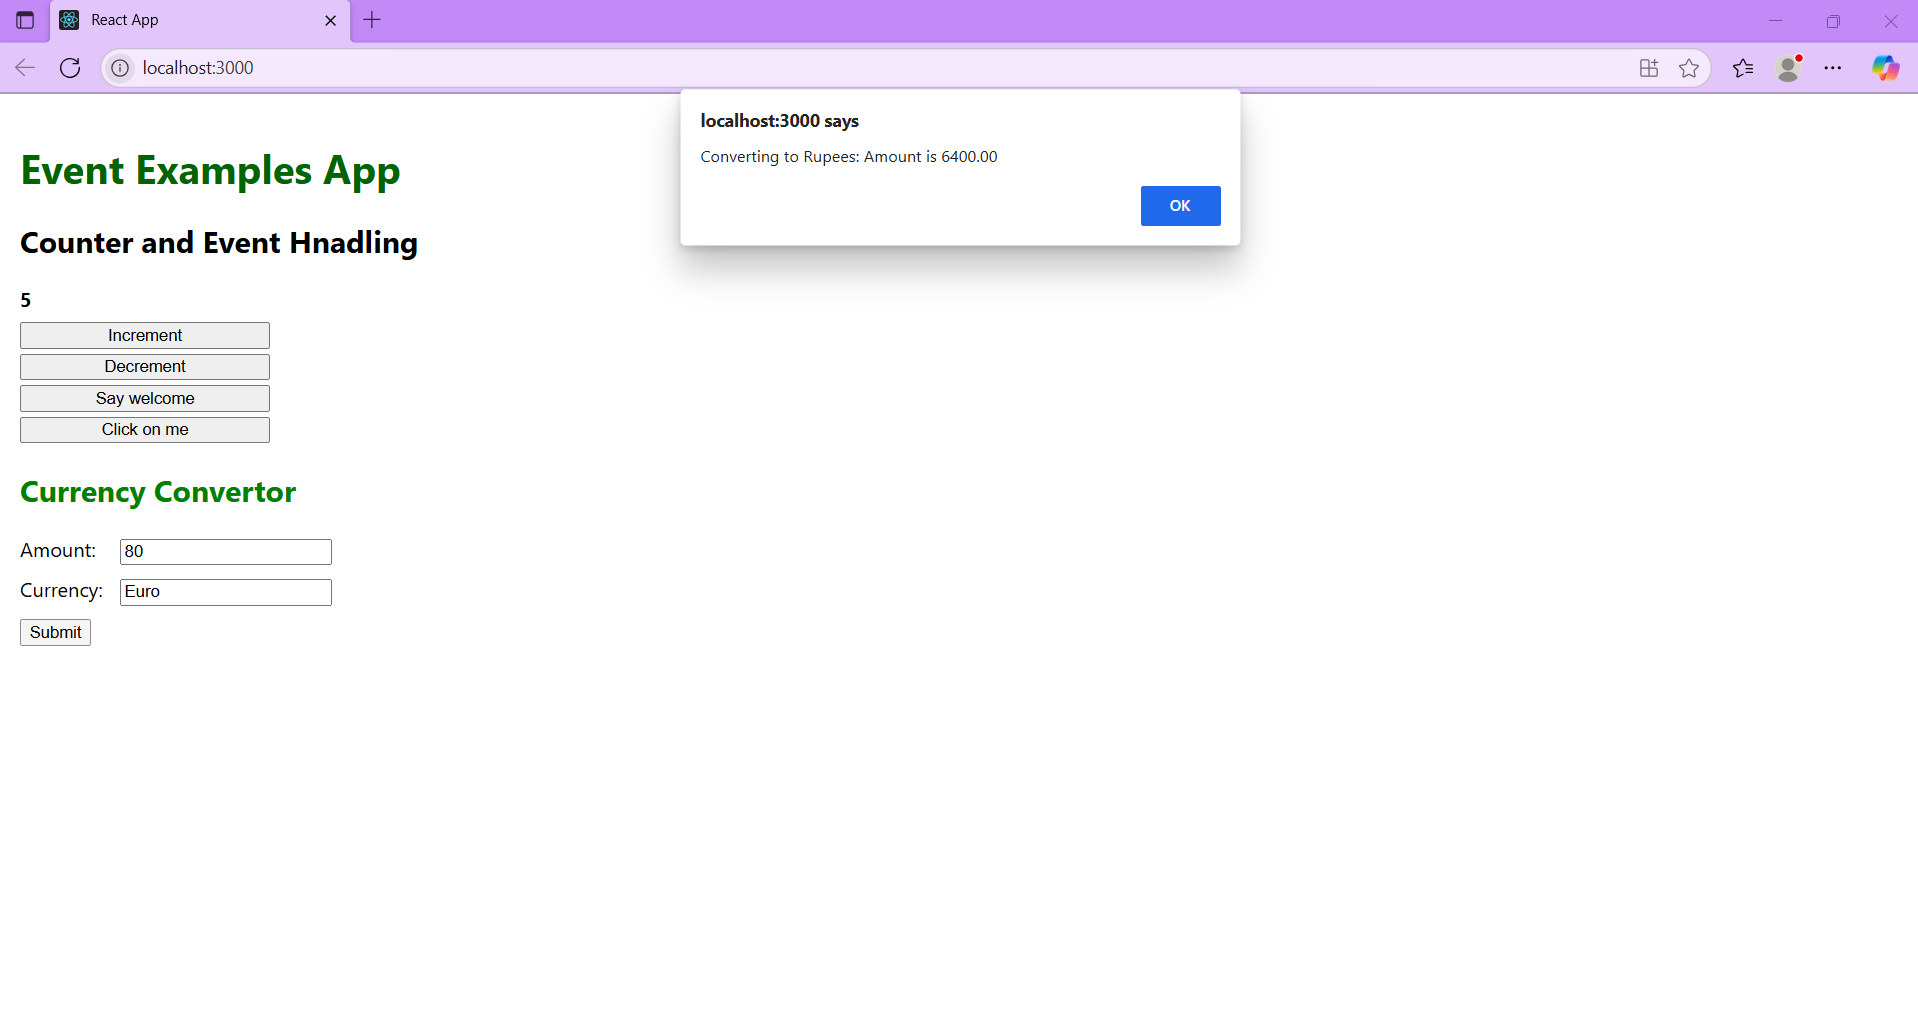 React App
localhost:3000
localhost:3000 says
Converting to Rupees: Amount is 6400.00
OK
Event Examples App
Counter and Event Hnadling
5
Increment
Decrement
Say welcome
Click on me
Currency Convertor
Amount: 80
Currency: Euro
Submit